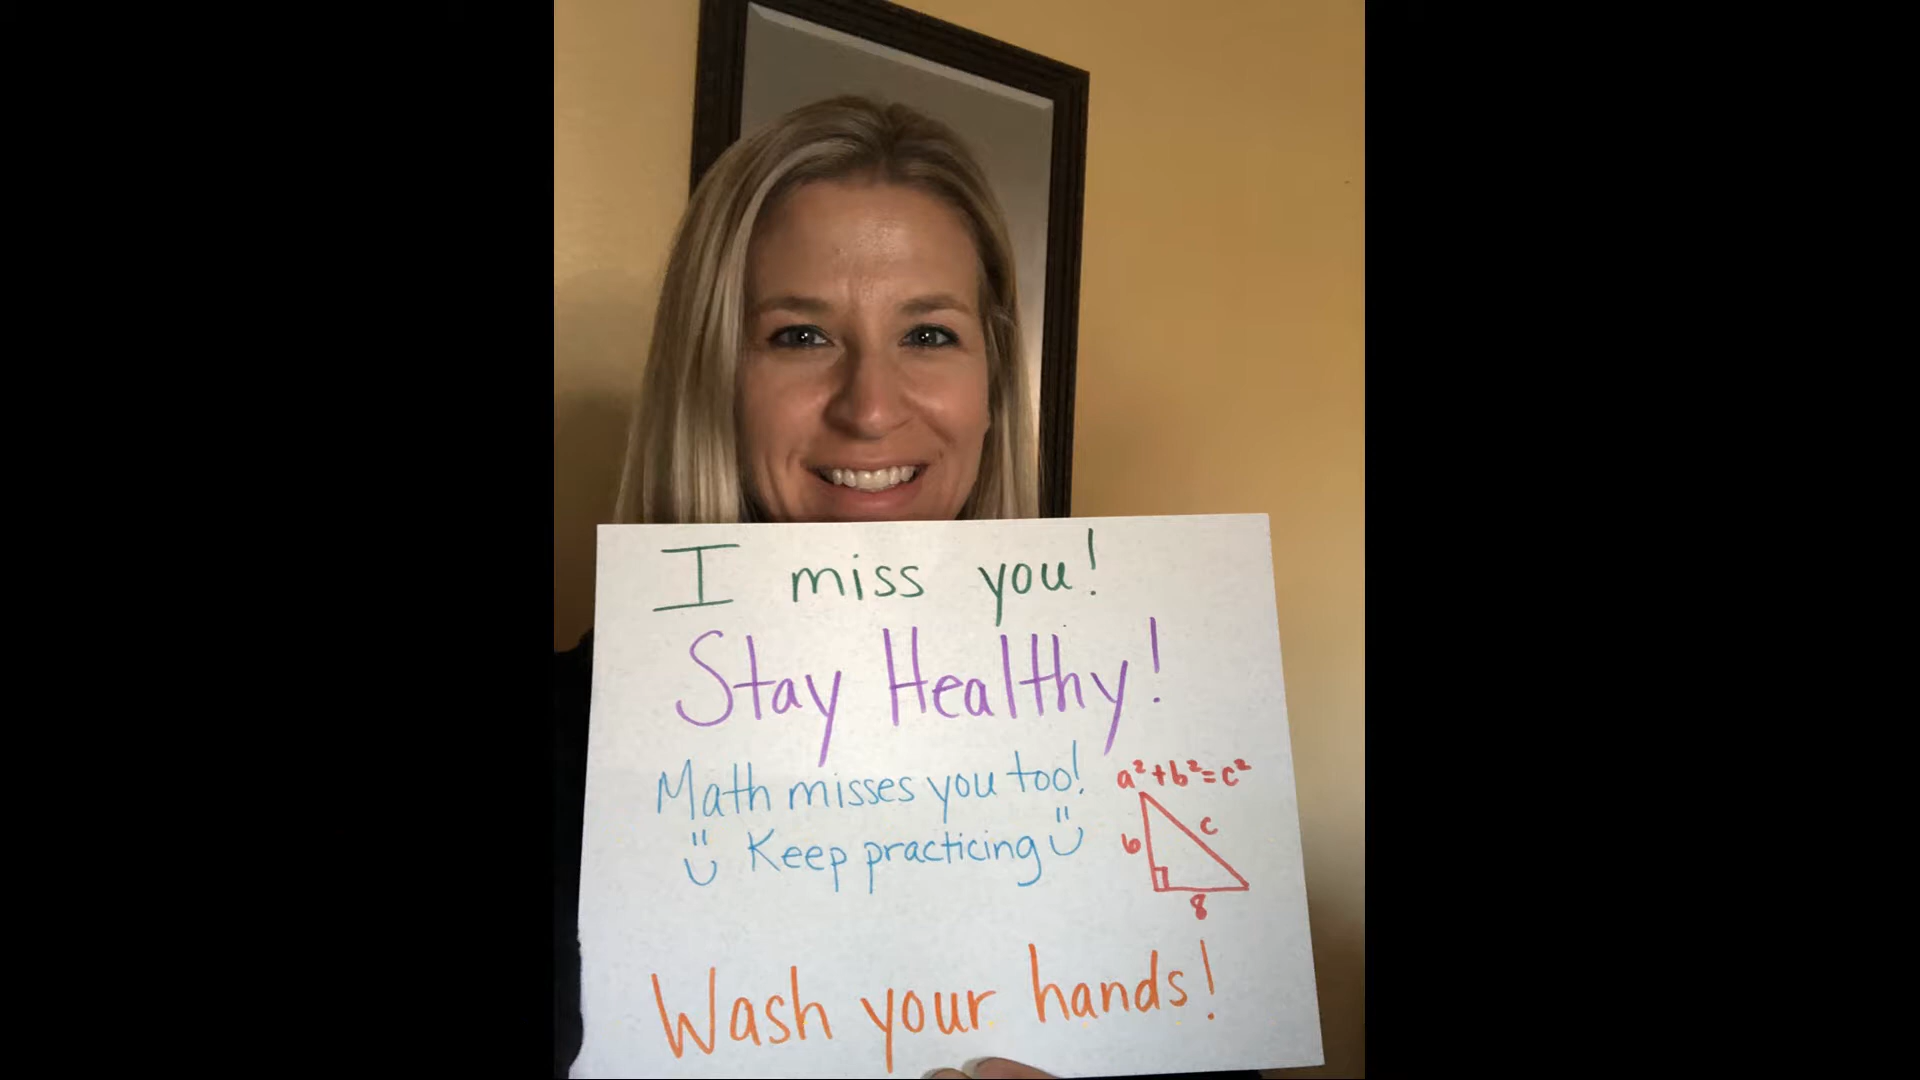 I miss you!
Stay Healthy!
Math misses you too!
Keep practicing
a²+b²=c²
6
c
8
Wash your hands!